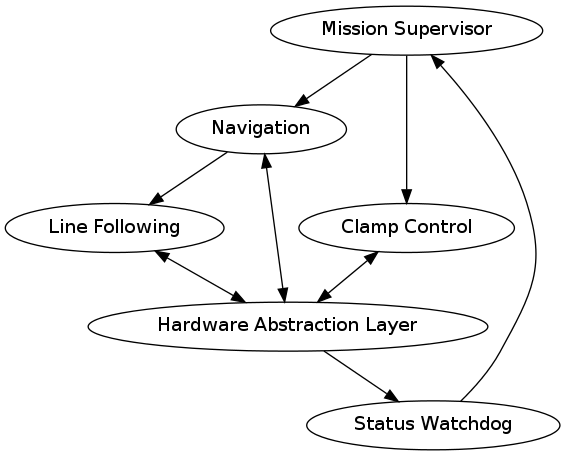 Mission Supervisor
Navigation
Line Following
Clamp Control
Hardware Abstraction Layer
Status Watchdog